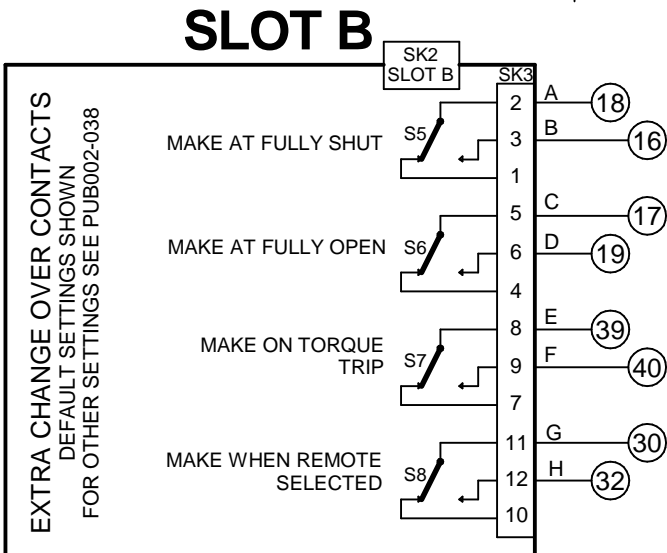 SLOT B
SK2
SLOT B
SK3
EXTRA CHANGE OVER CONTACTS
DEFAULT SETTINGS SHOWN
FOR OTHER SETTINGS SEE PUB002-038
MAKE AT FULLY SHUT
S5
2 A 18
3 B 16
1
MAKE AT FULLY OPEN
S6
5 C 17
6 D 19
4
MAKE ON TORQUE
TRIP
S7
8 E 39
9 F 40
7
MAKE WHEN REMOTE
SELECTED
S8
11 G 30
12 H 32
10